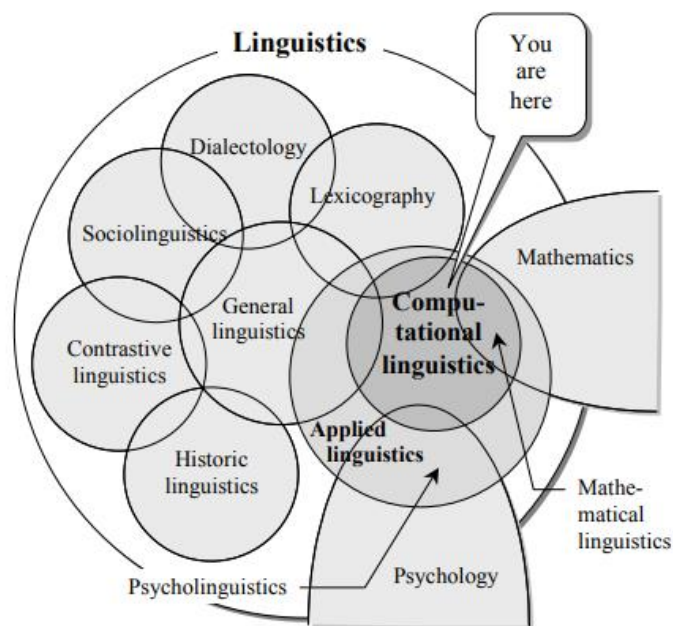 Linguistics
You
are
here
Dialectology
Lexicography
Sociolinguistics
Mathematics
General
linguistics
Compu-
tational
linguistics
Contrastive
linguistics
Applied
linguistics
Historic
linguistics
Mathe-
matical
linguistics
Psycholinguistics
Psychology